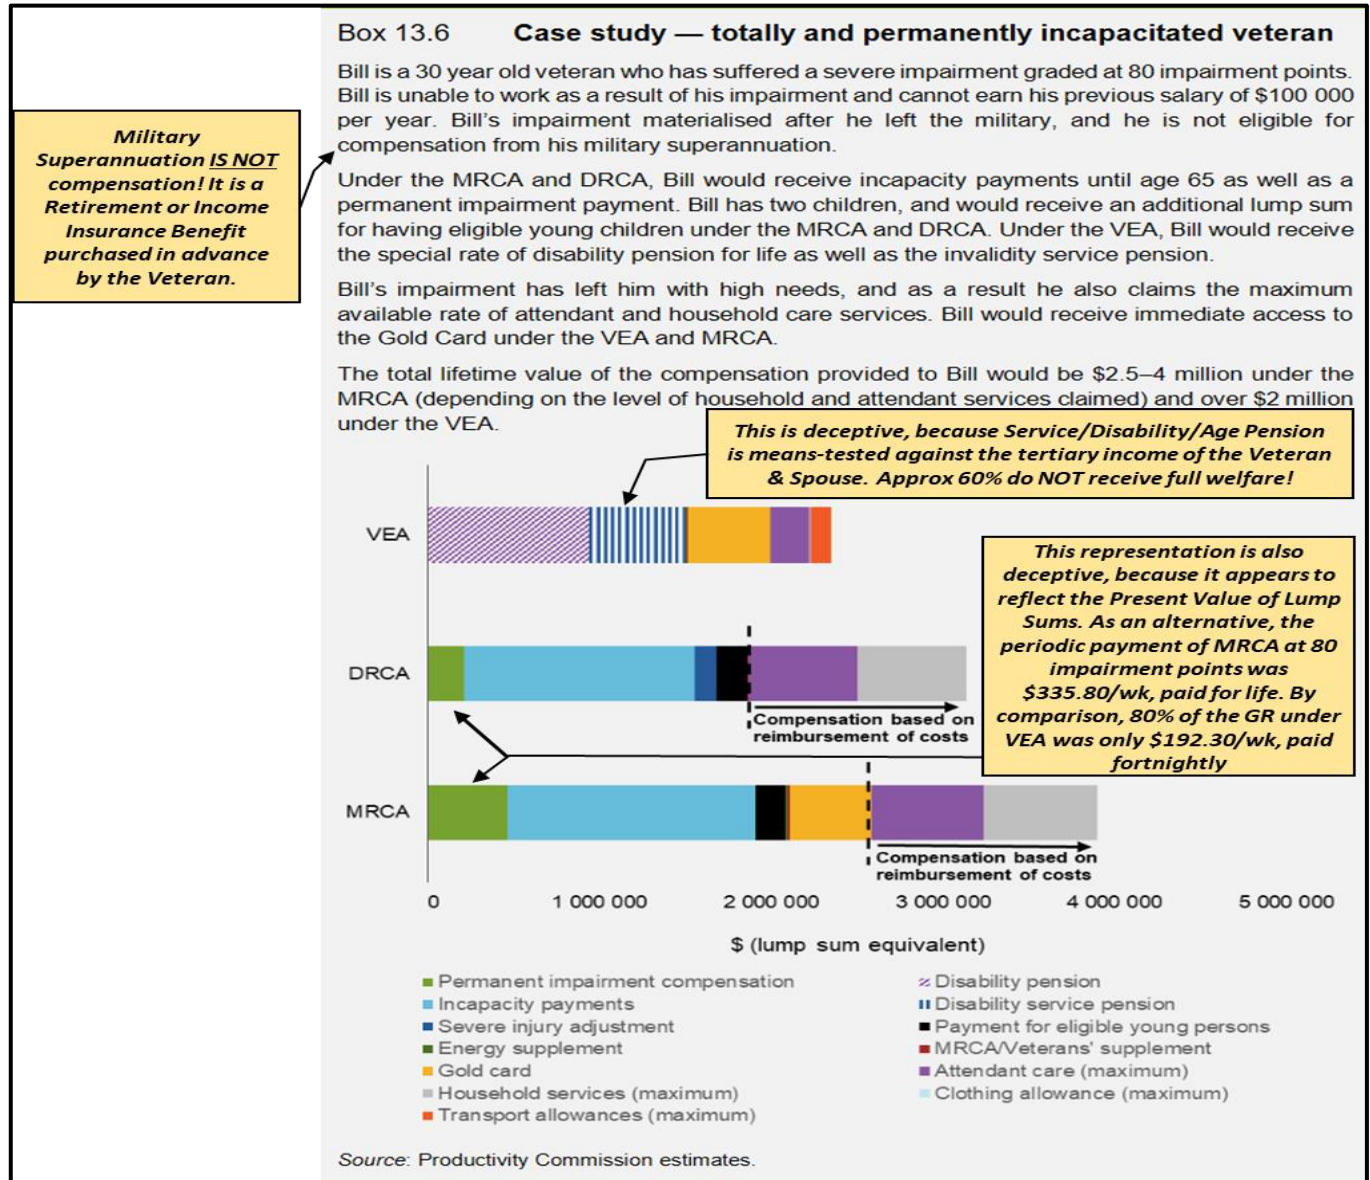 Box 13.6 Case study — totally and permanently incapacitated veteran
Bill is a 30 year old veteran who has suffered a severe impairment graded at 80 impairment points.
Bill is unable to work as a result of his impairment and cannot earn his previous salary of $100 000
per year. Bill's impairment materialised after he left the military, and he is not eligible for
compensation from his military superannuation.
Military
Superannuation IS NOT
compensation! It is a
Retirement or Income
Insurance Benefit
purchased in advance
by the Veteran.
Under the MRCA and DRCA, Bill would receive incapacity payments until age 65 as well as a
permanent impairment payment. Bill has two children, and would receive an additional lump sum
for having eligible young children under the MRCA and DRCA. Under the VEA, Bill would receive
the special rate of disability pension for life as well as the invalidity service pension.
Bill's impairment has left him with high needs, and as a result he also claims the maximum
available rate of attendant and household care services. Bill would receive immediate access to
the Gold Card under the VEA and MRCA.
The total lifetime value of the compensation provided to Bill would be $2.5–4 million under the
MRCA (depending on the level of household and attendant services claimed) and over $2 million
under the VEA.
This is deceptive, because Service/Disability/Age Pension
is means-tested against the tertiary income of the Veteran
& Spouse. Approx 60% do NOT receive full welfare!
VEA
This representation is also
deceptive, because it appears to
reflect the Present Value of Lump
Sums. As an alternative, the
periodic payment of MRCA at 80
impairment points was
$335.80/wk, paid for life. By
comparison, 80% of the GR under
VEA was only $192.30/wk, paid
fortnightly
DRCA
Compensation based on
reimbursement of costs
MRCA
Compensation based on
reimbursement of costs
0 1 000 000 2 000 000 3 000 000 4 000 000 5 000 000
$ (lump sum equivalent)
Permanent impairment compensation
Disability pension
Incapacity payments
Disability service pension
Severe injury adjustment
Payment for eligible young persons
Energy supplement
MRCA/Veterans' supplement
Gold card
Attendant care (maximum)
Household services (maximum)
Clothing allowance (maximum)
Transport allowances (maximum)
Source: Productivity Commission estimates.